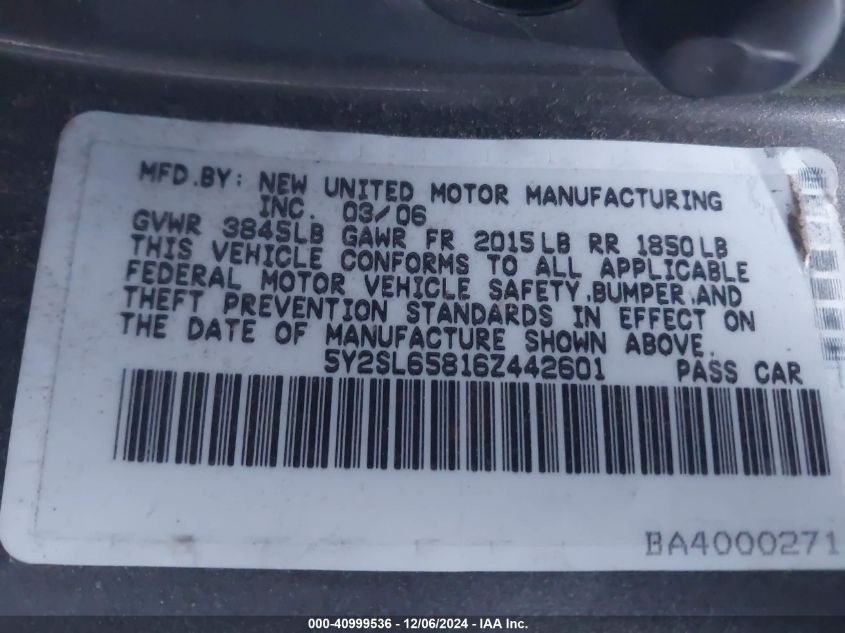 MFD.BY: NEW UNITED MOTOR MANUFACTURING
INC. 03/06
GVWR 3845LB GAWR FR 2015LB RR 1850LB
THIS VEHICLE CONFORMS TO ALL APPLICABLE
FEDERAL MOTOR VEHICLE SAFETY,BUMPER,AND
THEFT PREVENTION STANDARDS IN EFFECT ON
THE DATE OF MANUFACTURE SHOWN ABOVE.
5Y2SL65816Z442601 PASS CAR
BA4000271
000-40999536 - 12/06/2024 - IAA Inc.